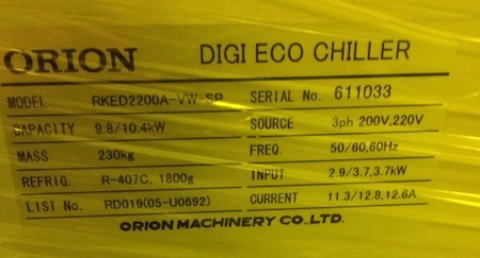 ORION DIGI ECO CHILLER
MODEL RKED2200A-VW-SP SERIAL No. 611033
CAPACITY 9.8/10.4kW SOURCE 3ph 200V,220V
MASS 230kg FREQ. 50/60,60Hz
REFRIG. R-407C, 1800g INPUT 2.9/3.7,3.7kW
LIST No. RD019(05-U0692) CURRENT 11.3/12.8,12.6A
ORION MACHINERY CO.,LTD.